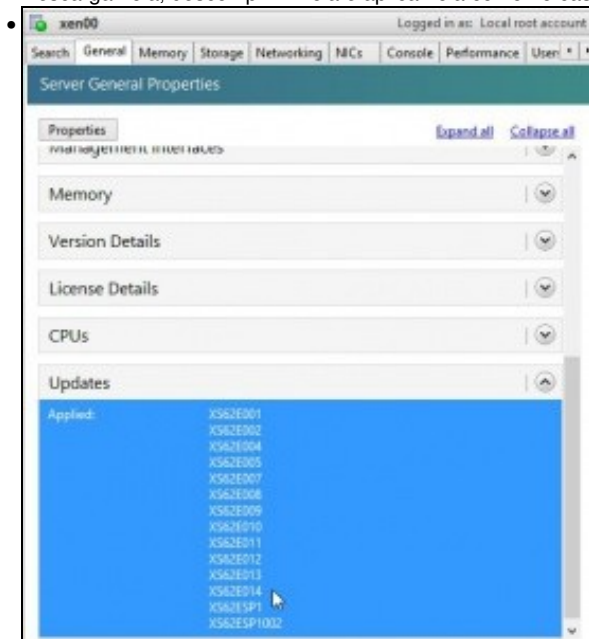 xen00 Logged in as: Local root account
Search General Memory Storage Networking NICs Console Performance User
Server General Properties
Properties Expand all Collapse all
Management Interfaces
Memory
Version Details
License Details
CPUs
Updates
Applied: XS62E001
XS62E002
XS62E004
XS62E005
XS62E007
XS62E008
XS62E009
XS62E010
XS62E011
XS62E012
XS62E013
XS62E014
XS62ESP1
XS62ESP1002